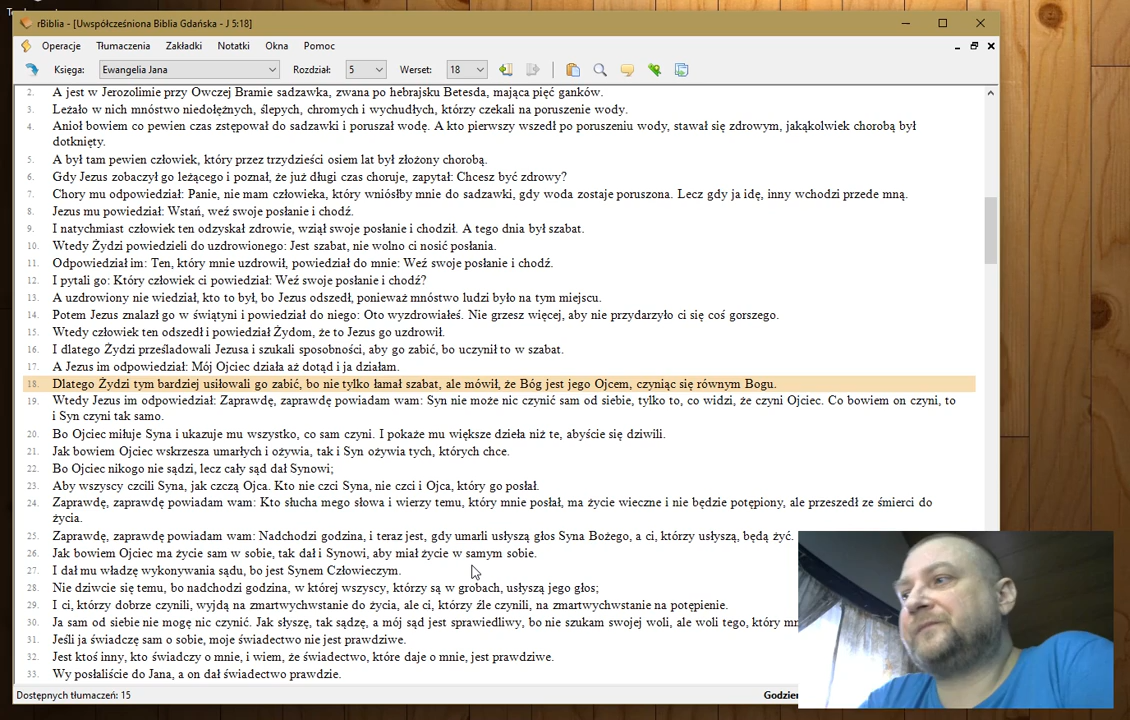 rBiblia - [Uwspółcześniona Biblia Gdańska - J 5:18]
Operacje Tłumaczenia Zakładki Notatki Okna Pomoc
Księga: Ewangelia Jana Rozdział: 5 Werset: 18
2. A jest w Jerozolimie przy Owczej Bramie sadzawka, zwana po hebrajsku Betesda, mająca pięć ganków.
3. Leżało w nich mnóstwo niedołężnych, ślepych, chromych i wychudłych, którzy czekali na poruszenie wody.
4. Anioł bowiem co pewien czas zstępował do sadzawki i poruszał wodę. A kto pierwszy wszedł po poruszeniu wody, stawał się zdrowym, jakąkolwiek chorobą był
dotknięty.
5. A był tam pewien człowiek, który przez trzydzieści osiem lat był złożony chorobą.
6. Gdy Jezus zobaczył go leżącego i poznał, że już długi czas choruje, zapytał: Chcesz być zdrowy?
7. Chory mu odpowiedział: Panie, nie mam człowieka, który wniósłby mnie do sadzawki, gdy woda zostaje poruszona. Lecz gdy ja idę, inny wchodzi przede mną.
8. Jezus mu powiedział: Wstań, weź swoje posłanie i chodź.
9. I natychmiast człowiek ten odzyskał zdrowie, wziął swoje posłanie i chodził. A tego dnia był szabat.
10. Wtedy Żydzi powiedzieli do uzdrowionego: Jest szabat, nie wolno ci nosić posłania.
11. Odpowiedział im: Ten, który mnie uzdrowił, powiedział do mnie: Weź swoje posłanie i chodź.
12. I pytali go: Który człowiek ci powiedział: Weź swoje posłanie i chodź?
13. A uzdrowiony nie wiedział, kto to był, bo Jezus odszedł, ponieważ mnóstwo ludzi było na tym miejscu.
14. Potem Jezus znalazł go w świątyni i powiedział do niego: Oto wyzdrowiałeś. Nie grzesz więcej, aby nie przydarzyło ci się coś gorszego.
15. Wtedy człowiek ten odszedł i powiedział Żydom, że to Jezus go uzdrowił.
16. I dlatego Żydzi prześladowali Jezusa i szukali sposobności, aby go zabić, bo uczynił to w szabat.
17. A Jezus im odpowiedział: Mój Ojciec działa aż dotąd i ja działam.
18. Dlatego Żydzi tym bardziej usiłowali go zabić, bo nie tylko łamał szabat, ale mówił, że Bóg jest jego Ojcem, czyniąc się równym Bogu.
19. Wtedy Jezus im odpowiedział: Zaprawdę, zaprawdę powiadam wam: Syn nie może nic czynić sam od siebie, tylko to, co widzi, że czyni Ojciec. Co bowiem on czyni, to
i Syn czyni tak samo.
20. Bo Ojciec miłuje Syna i ukazuje mu wszystko, co sam czyni. I pokaże mu większe dzieła niż te, abyście się dziwili.
21. Jak bowiem Ojciec wskrzesza umarłych i ożywia, tak i Syn ożywia tych, których chce.
22. Bo Ojciec nikogo nie sądzi, lecz cały sąd dał Synowi;
23. Aby wszyscy czcili Syna, jak czczą Ojca. Kto nie czci Syna, nie czci i Ojca, który go posłał.
24. Zaprawdę, zaprawdę powiadam wam: Kto słucha mego słowa i wierzy temu, który mnie posłał, ma życie wieczne i nie będzie potępiony, ale przeszedł ze śmierci do
życia.
25. Zaprawdę, zaprawdę powiadam wam: Nadchodzi godzina, i teraz jest, gdy umarli usłyszą głos Syna Bożego, a ci, którzy usłyszą, będą żyć.
26. Jak bowiem Ojciec ma życie sam w sobie, tak dał i Synowi, aby miał życie w samym sobie.
27. I dał mu władzę wykonywania sądu, bo jest Synem Człowieczym.
28. Nie dziwcie się temu, bo nadchodzi godzina, w której wszyscy, którzy są w grobach, usłyszą jego głos;
29. I ci, którzy dobrze czynili, wyjdą na zmartwychwstanie do życia, ale ci, którzy źle czynili, na zmartwychwstanie na potępienie.
30. Ja sam od siebie nie mogę nic czynić. Jak słyszę, tak sądzę, a mój sąd jest sprawiedliwy, bo nie szukam swojej woli, ale woli tego, który
31. Jeśli ja świadczę sam o sobie, moje świadectwo nie jest prawdziwe.
32. Jest ktoś inny, kto świadczy o mnie, i wiem, że świadectwo, które daje o mnie, jest prawdziwe.
33. Wy posłaliście do Jana, a on dał świadectwo prawdzie.
Dostępnych tłumaczeń: 15